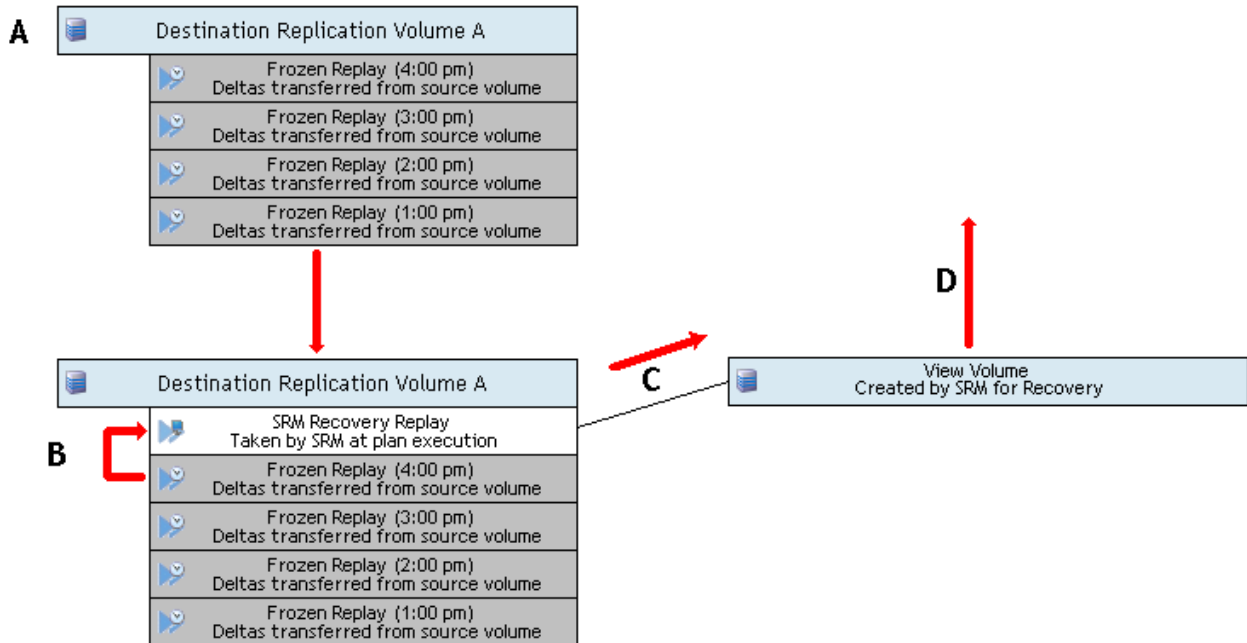 A
Destination Replication Volume A
Frozen Replay (4:00 pm)
Deltas transferred from source volume
Frozen Replay (3:00 pm)
Deltas transferred from source volume
Frozen Replay (2:00 pm)
Deltas transferred from source volume
Frozen Replay (1:00 pm)
Deltas transferred from source volume
D
Destination Replication Volume A
C
View Volume
Created by SRM for Recovery
B
SRM Recovery Replay
Taken by SRM at plan execution
Frozen Replay (4:00 pm)
Deltas transferred from source volume
Frozen Replay (3:00 pm)
Deltas transferred from source volume
Frozen Replay (2:00 pm)
Deltas transferred from source volume
Frozen Replay (1:00 pm)
Deltas transferred from source volume